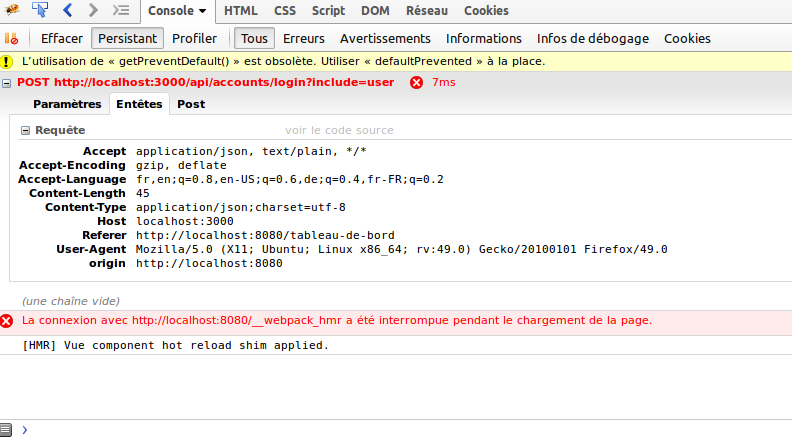 Console HTML CSS Script DOM Réseau Cookies
Effacer Persistant Profiler Tous Erreurs Avertissements Informations Infos de débogage Cookies
L’utilisation de « getPreventDefault() » est obsolète. Utiliser « defaultPrevented » à la place.
POST http://localhost:3000/api/accounts/login?include=user 7ms
Paramètres Entêtes Post
Requête voir le code source
Accept application/json, text/plain, */*
Accept-Encoding gzip, deflate
Accept-Language fr,en;q=0.8,en-US;q=0.6,de;q=0.4,fr-FR;q=0.2
Content-Length 45
Content-Type application/json;charset=utf-8
Host localhost:3000
Referer http://localhost:8080/tableau-de-bord
User-Agent Mozilla/5.0 (X11; Ubuntu; Linux x86_64; rv:49.0) Gecko/20100101 Firefox/49.0
origin http://localhost:8080
(une chaîne vide)
La connexion avec http://localhost:8080/__webpack_hmr a été interrompue pendant le chargement de la page.
[HMR] Vue component hot reload shim applied.